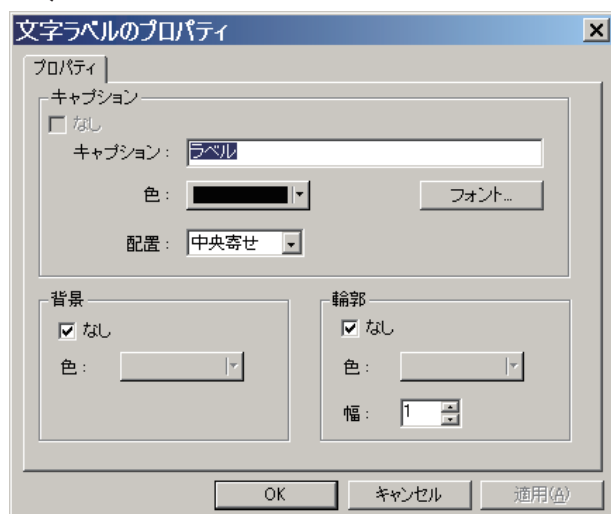 文字ラベルのプロパティ
プロパティ
キャプション
なし
キャプション： ラベル
色： フォント...
配置： 中央寄せ
背景 輪郭
なし なし
色： 色：
幅： 1
OK キャンセル 適用(A)